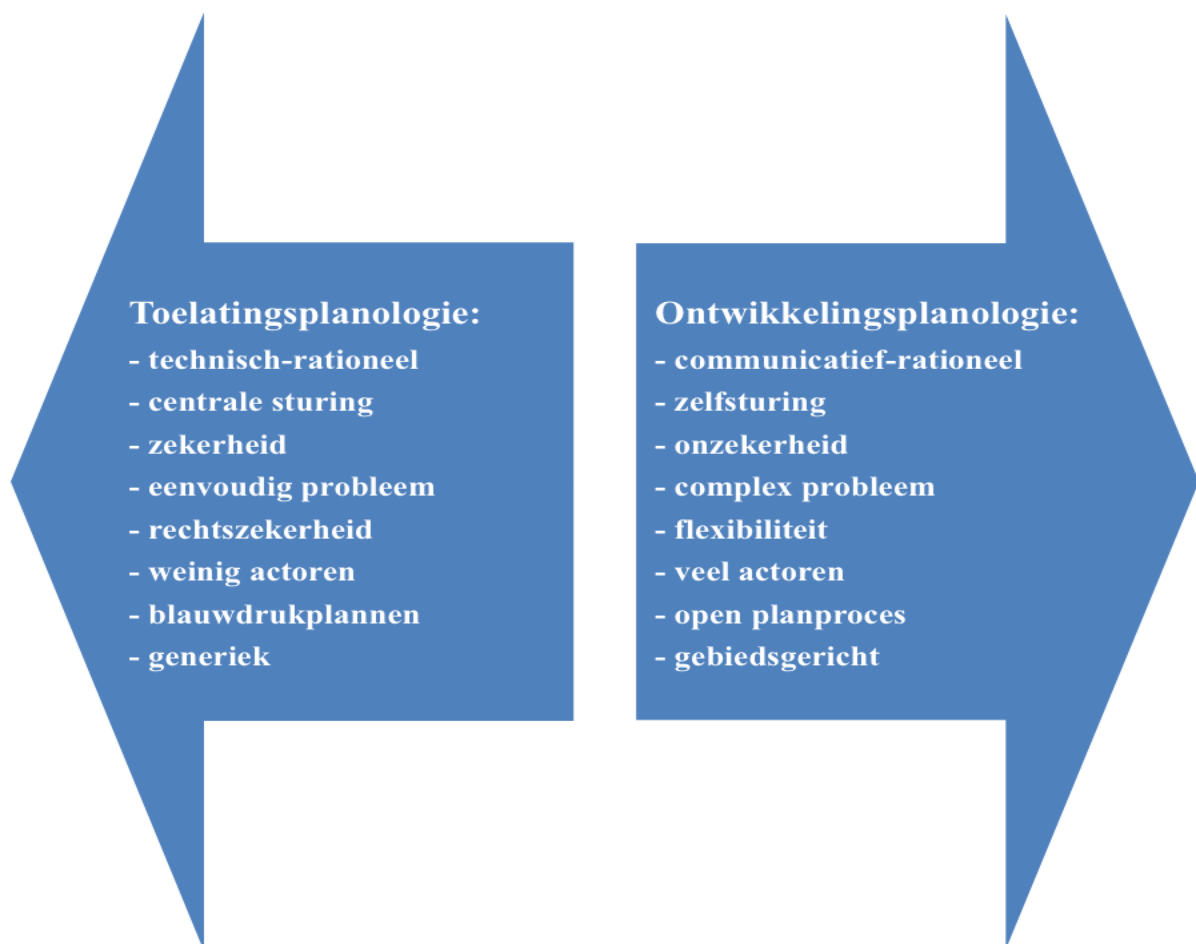 Toelatingsplanologie:
- technisch-rationeel
- centrale sturing
- zekerheid
- eenvoudig probleem
- rechtszekerheid
- weinig actoren
- blauwdrukplannen
- generiek
Ontwikkelingsplanologie:
- communicatief-rationeel
- zelfsturing
- onzekerheid
- complex probleem
- flexibiliteit
- veel actoren
- open planproces
- gebiedsgericht